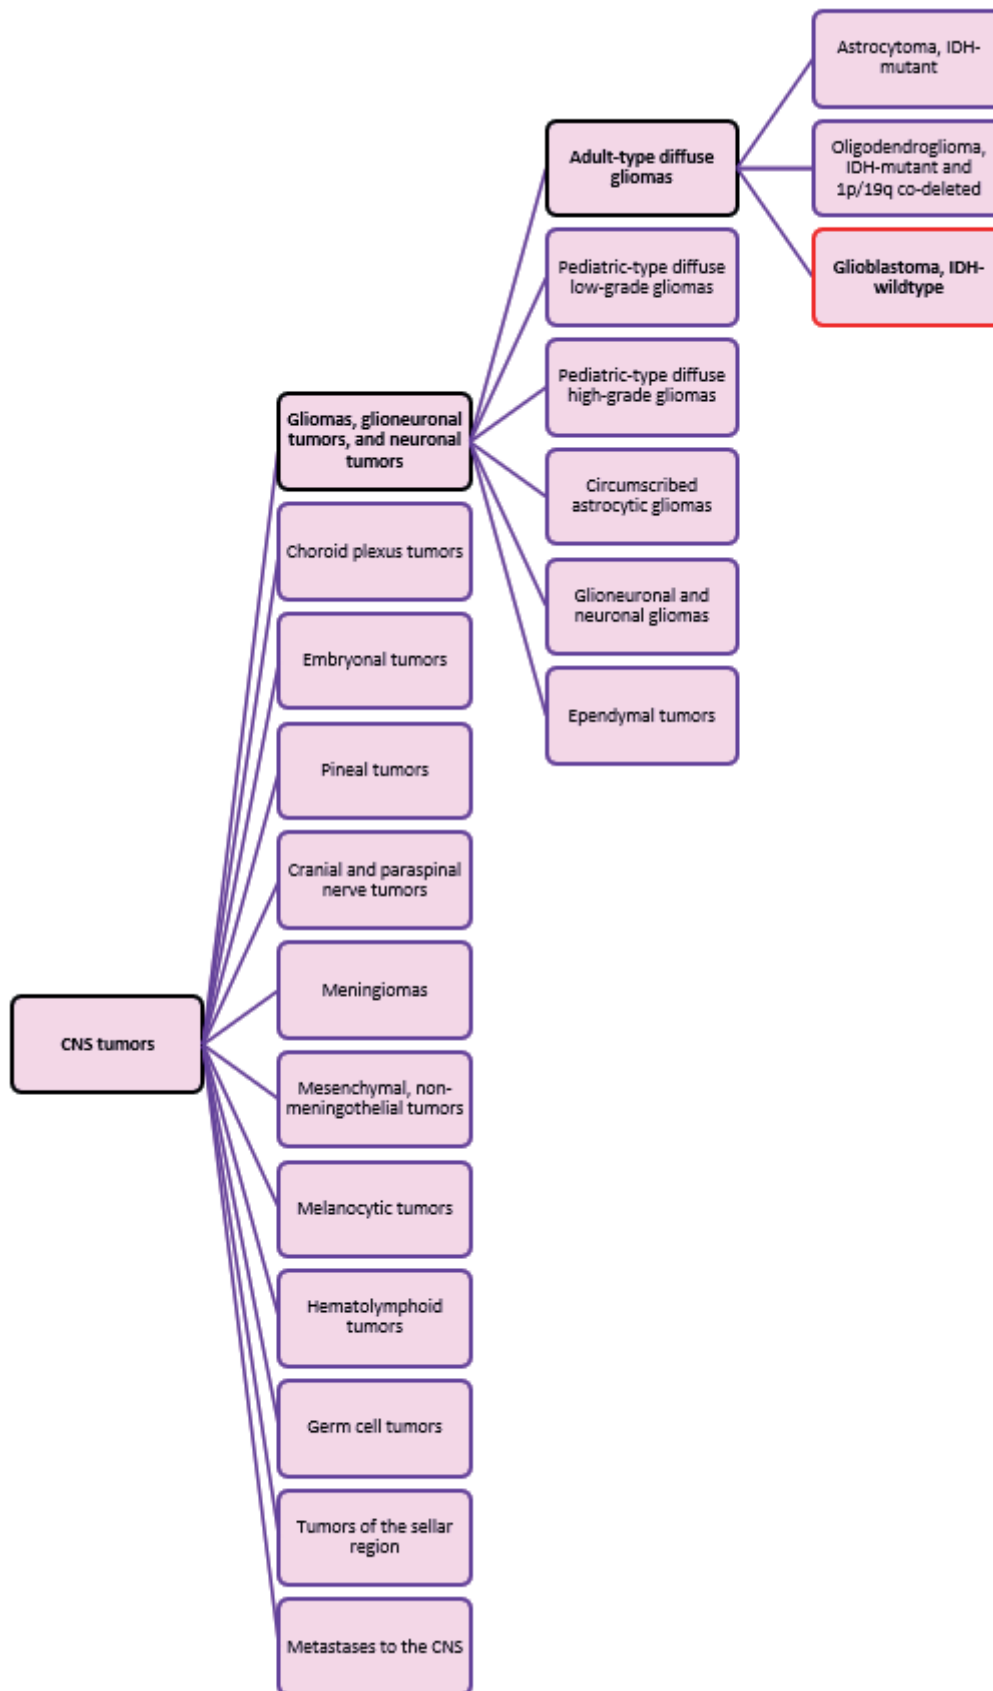 Astrocytoma, IDH-
mutant
Adult-type diffuse
gliomas
Oligodendroglioma,
IDH-mutant and
1p/19q co-deleted
Glioblastoma, IDH-
wildtype
Pediatric-type diffuse
low-grade gliomas
Pediatric-type diffuse
high-grade gliomas
Gliomas, glioneuronal
tumors, and neuronal
tumors
Circumscribed
astrocytic gliomas
Choroid plexus tumors
Glioneuronal and
neuronal gliomas
Embryonal tumors
Ependymal tumors
Pineal tumors
Cranial and paraspinal
nerve tumors
Meningiomas
CNS tumors
Mesenchymal, non-
meningothelial tumors
Melanocytic tumors
Hematolymphoid
tumors
Germ cell tumors
Tumors of the sellar
region
Metastases to the CNS